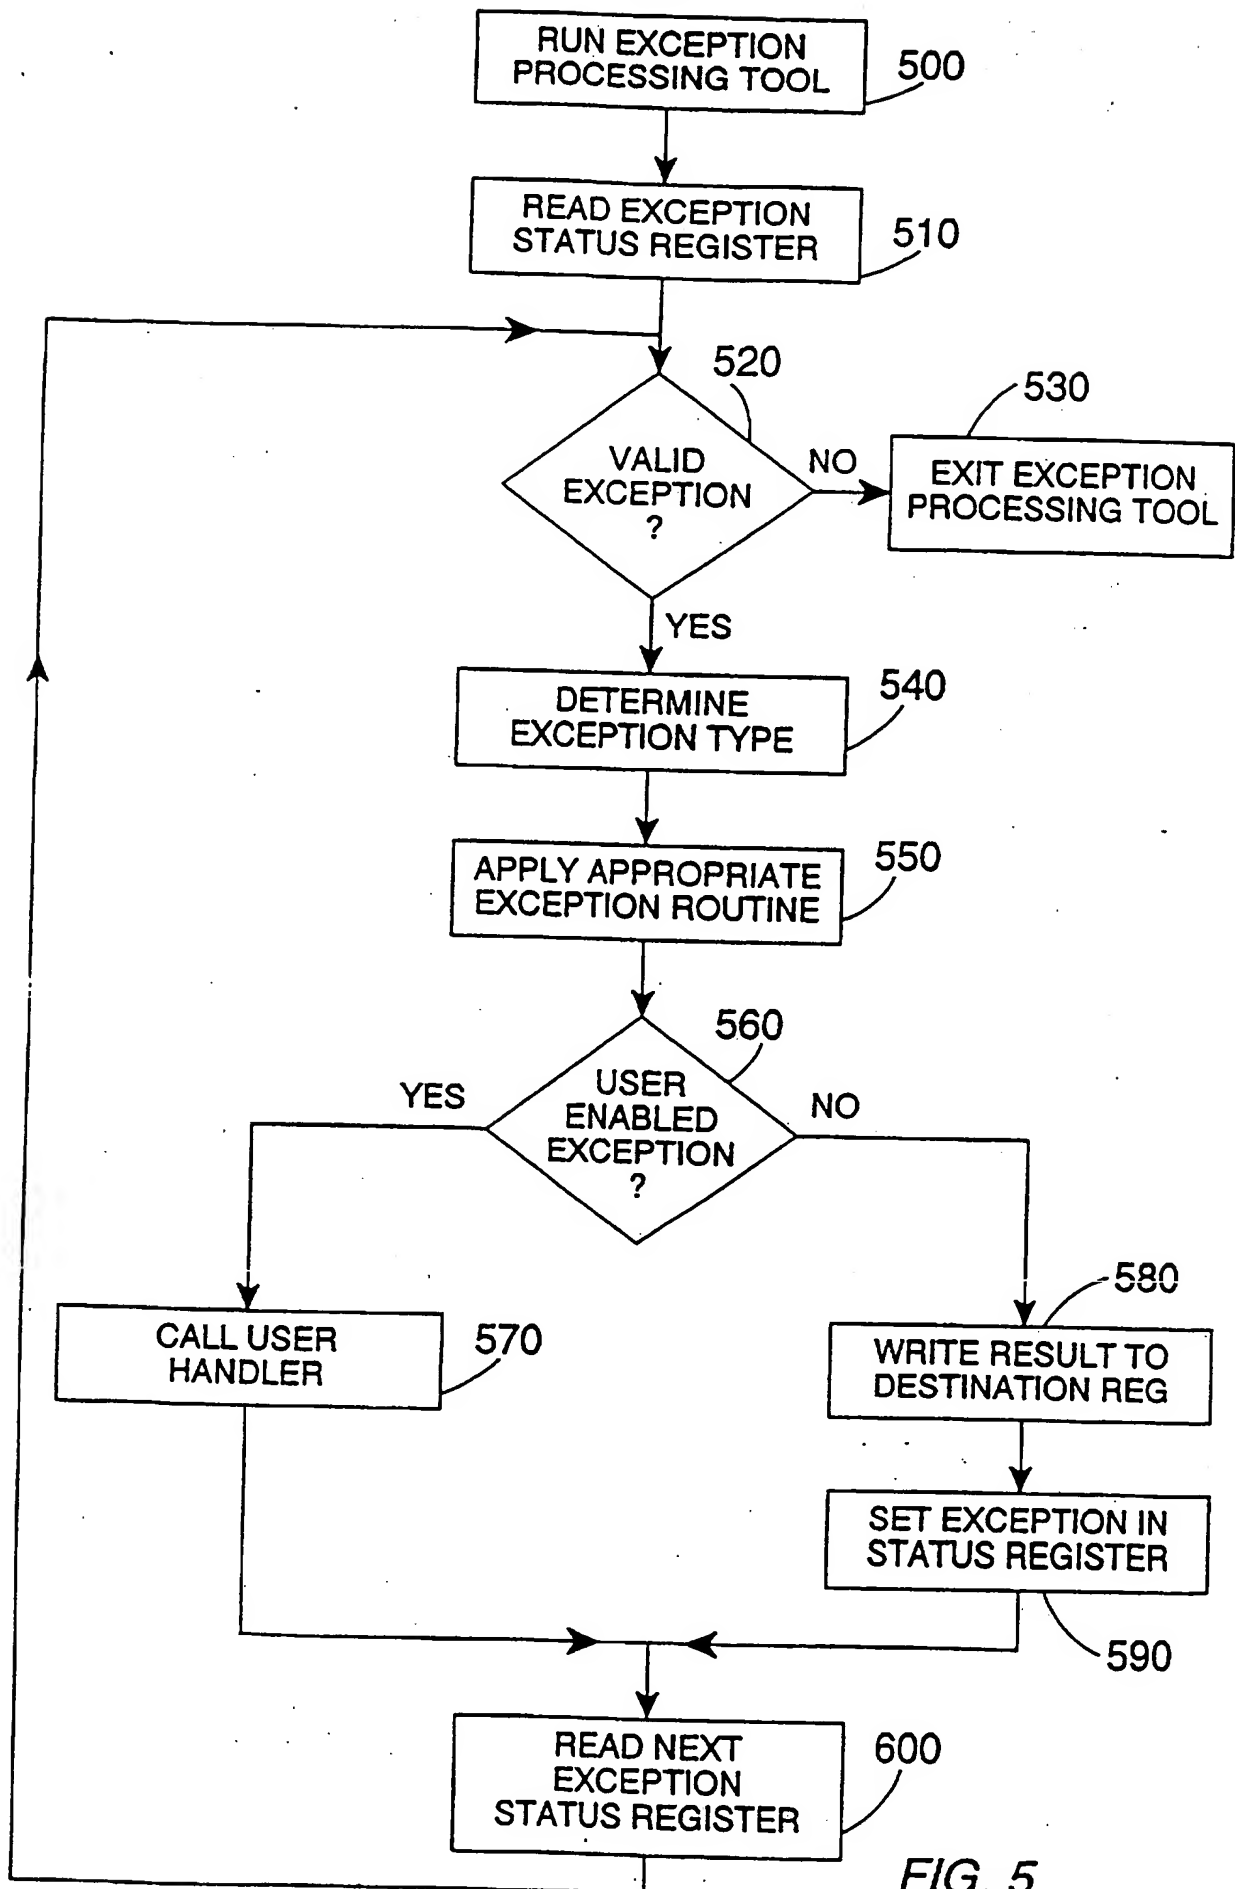 RUN EXCEPTION
PROCESSING TOOL
500
READ EXCEPTION
STATUS REGISTER
510
520
530
VALID
EXCEPTION
?
NO
EXIT EXCEPTION
PROCESSING TOOL
YES
DETERMINE
EXCEPTION TYPE
540
APPLY APPROPRIATE
EXCEPTION ROUTINE
550
560
YES
USER
ENABLED
EXCEPTION
?
NO
580
CALL USER
HANDLER
570
WRITE RESULT TO
DESTINATION REG
SET EXCEPTION IN
STATUS REGISTER
590
READ NEXT
EXCEPTION
STATUS REGISTER
600
FIG. 5